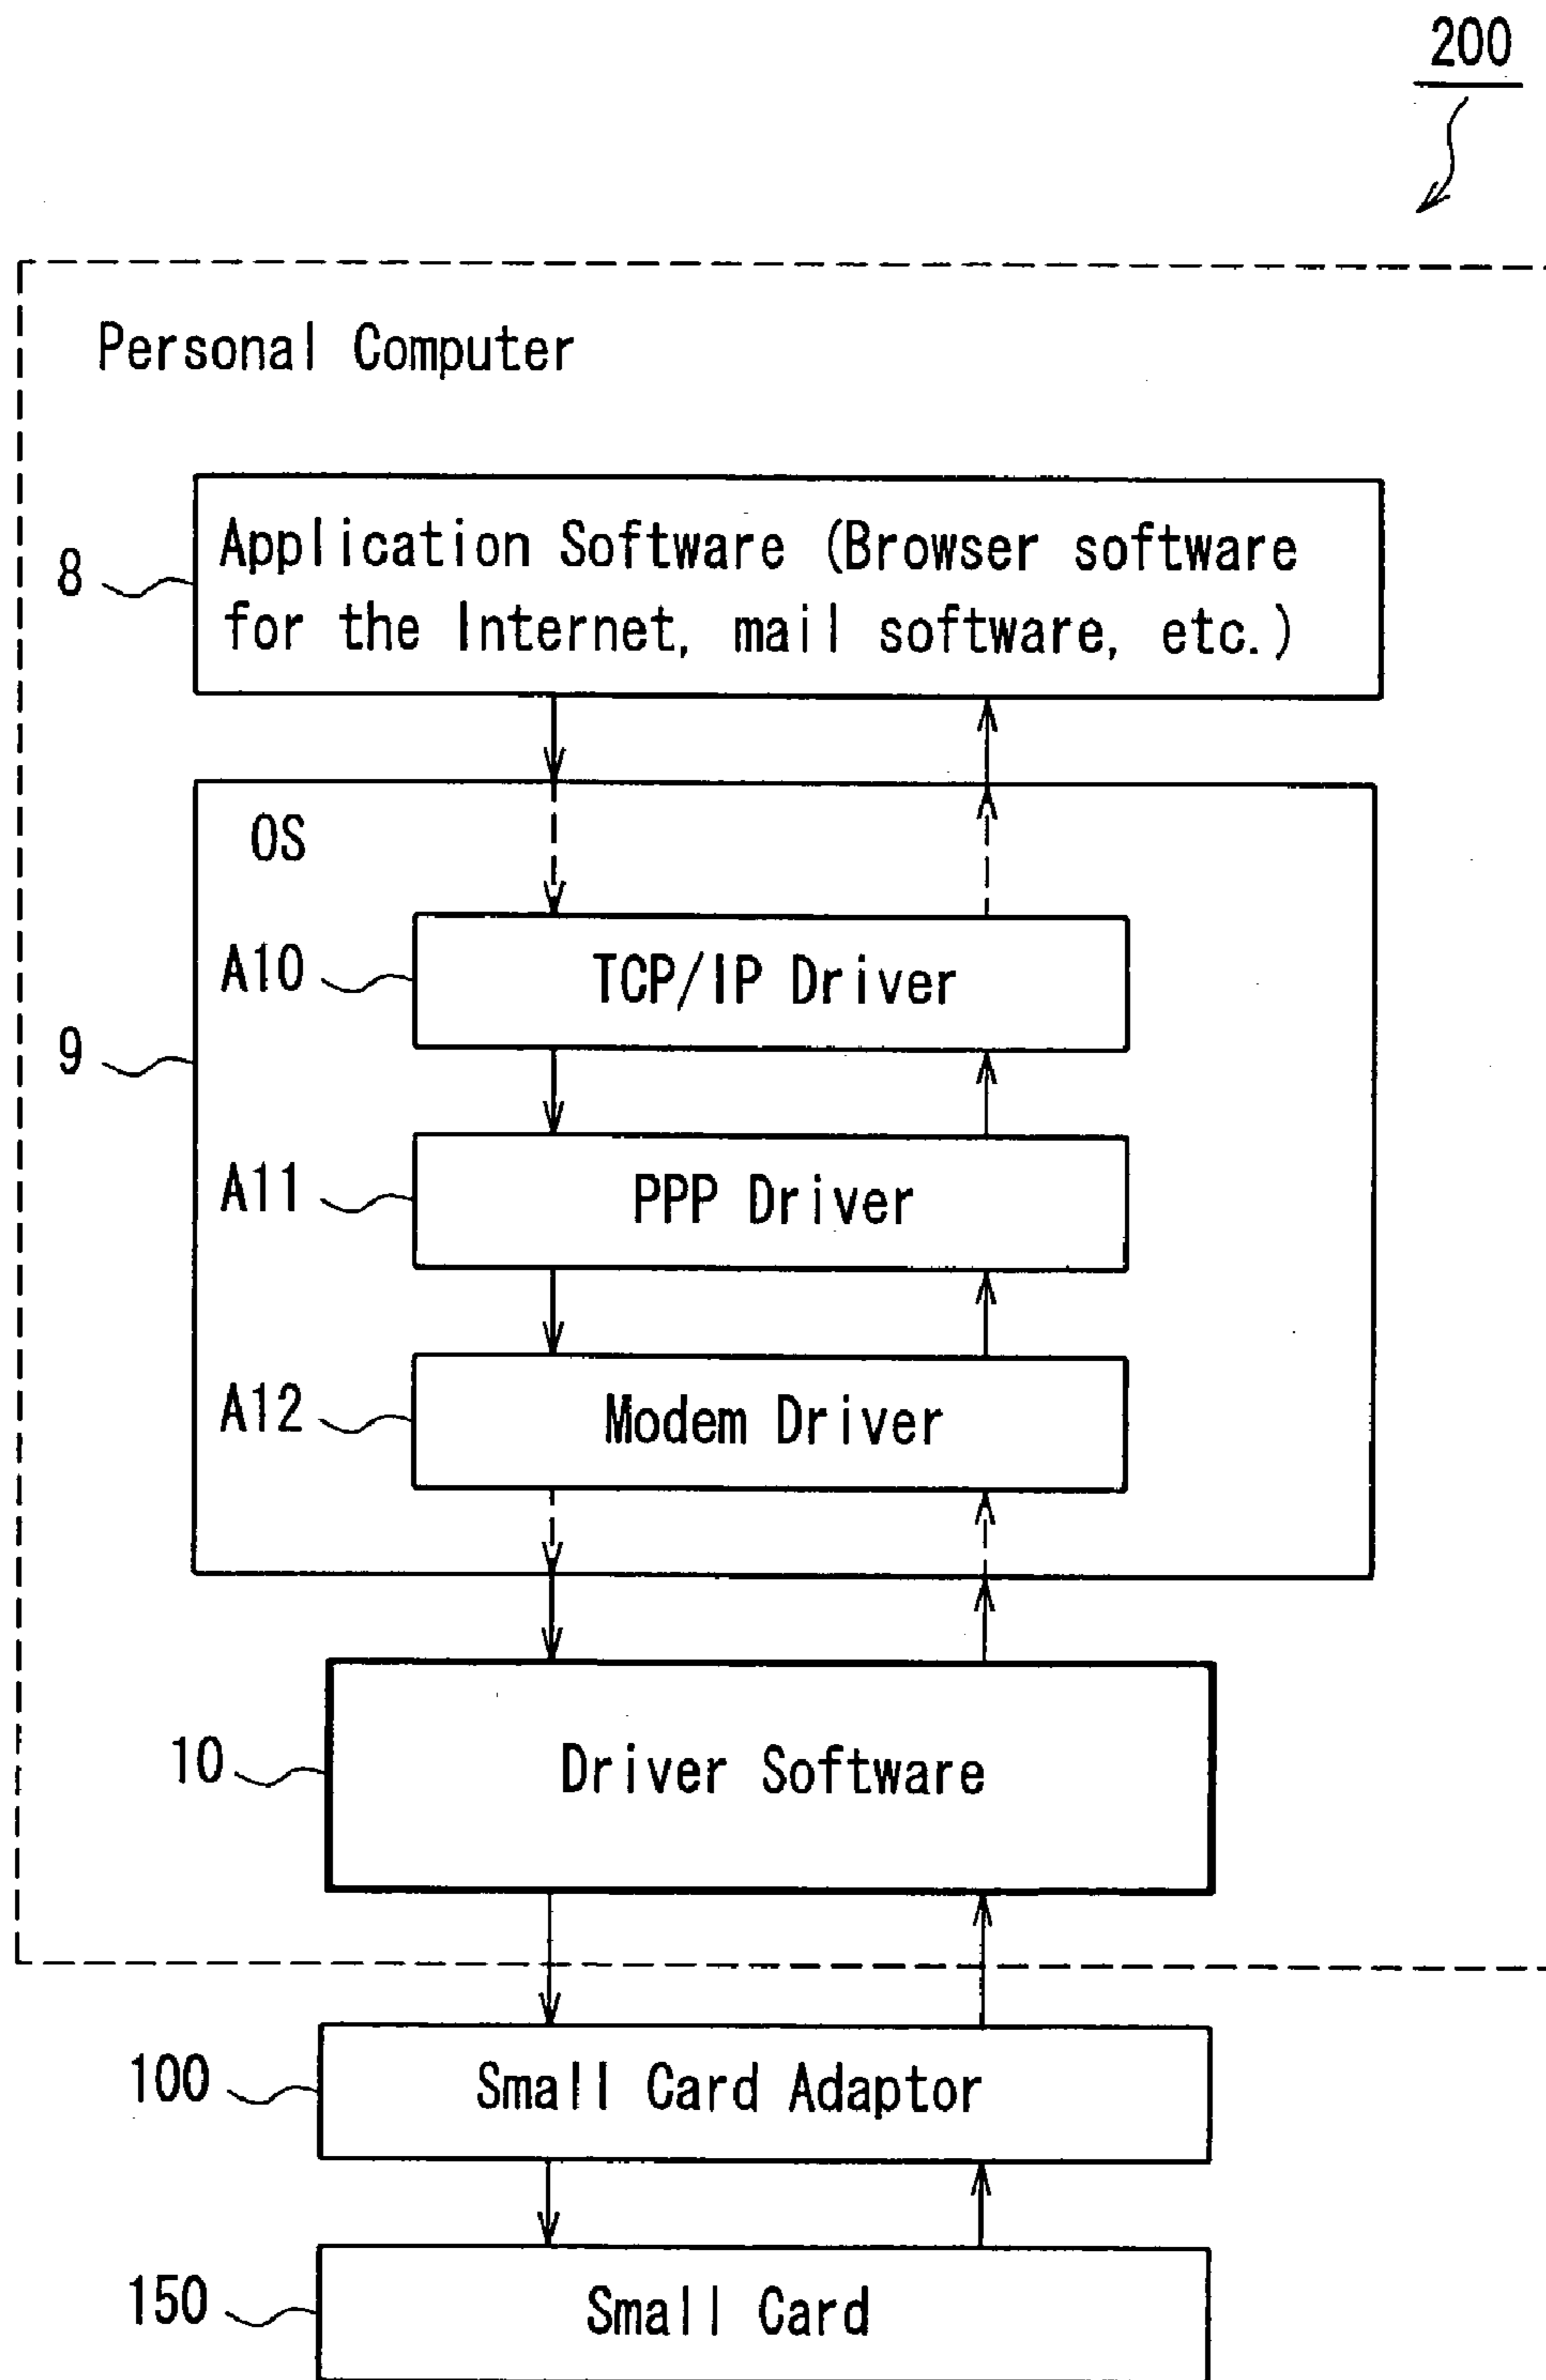 200
Personal Computer
8
Application Software (Browser software
for the Internet, mail software, etc.)
OS
A10
TCP/IP Driver
9
A11
PPP Driver
A12
Modem Driver
10
Driver Software
100
Small Card Adaptor
150
Small Card